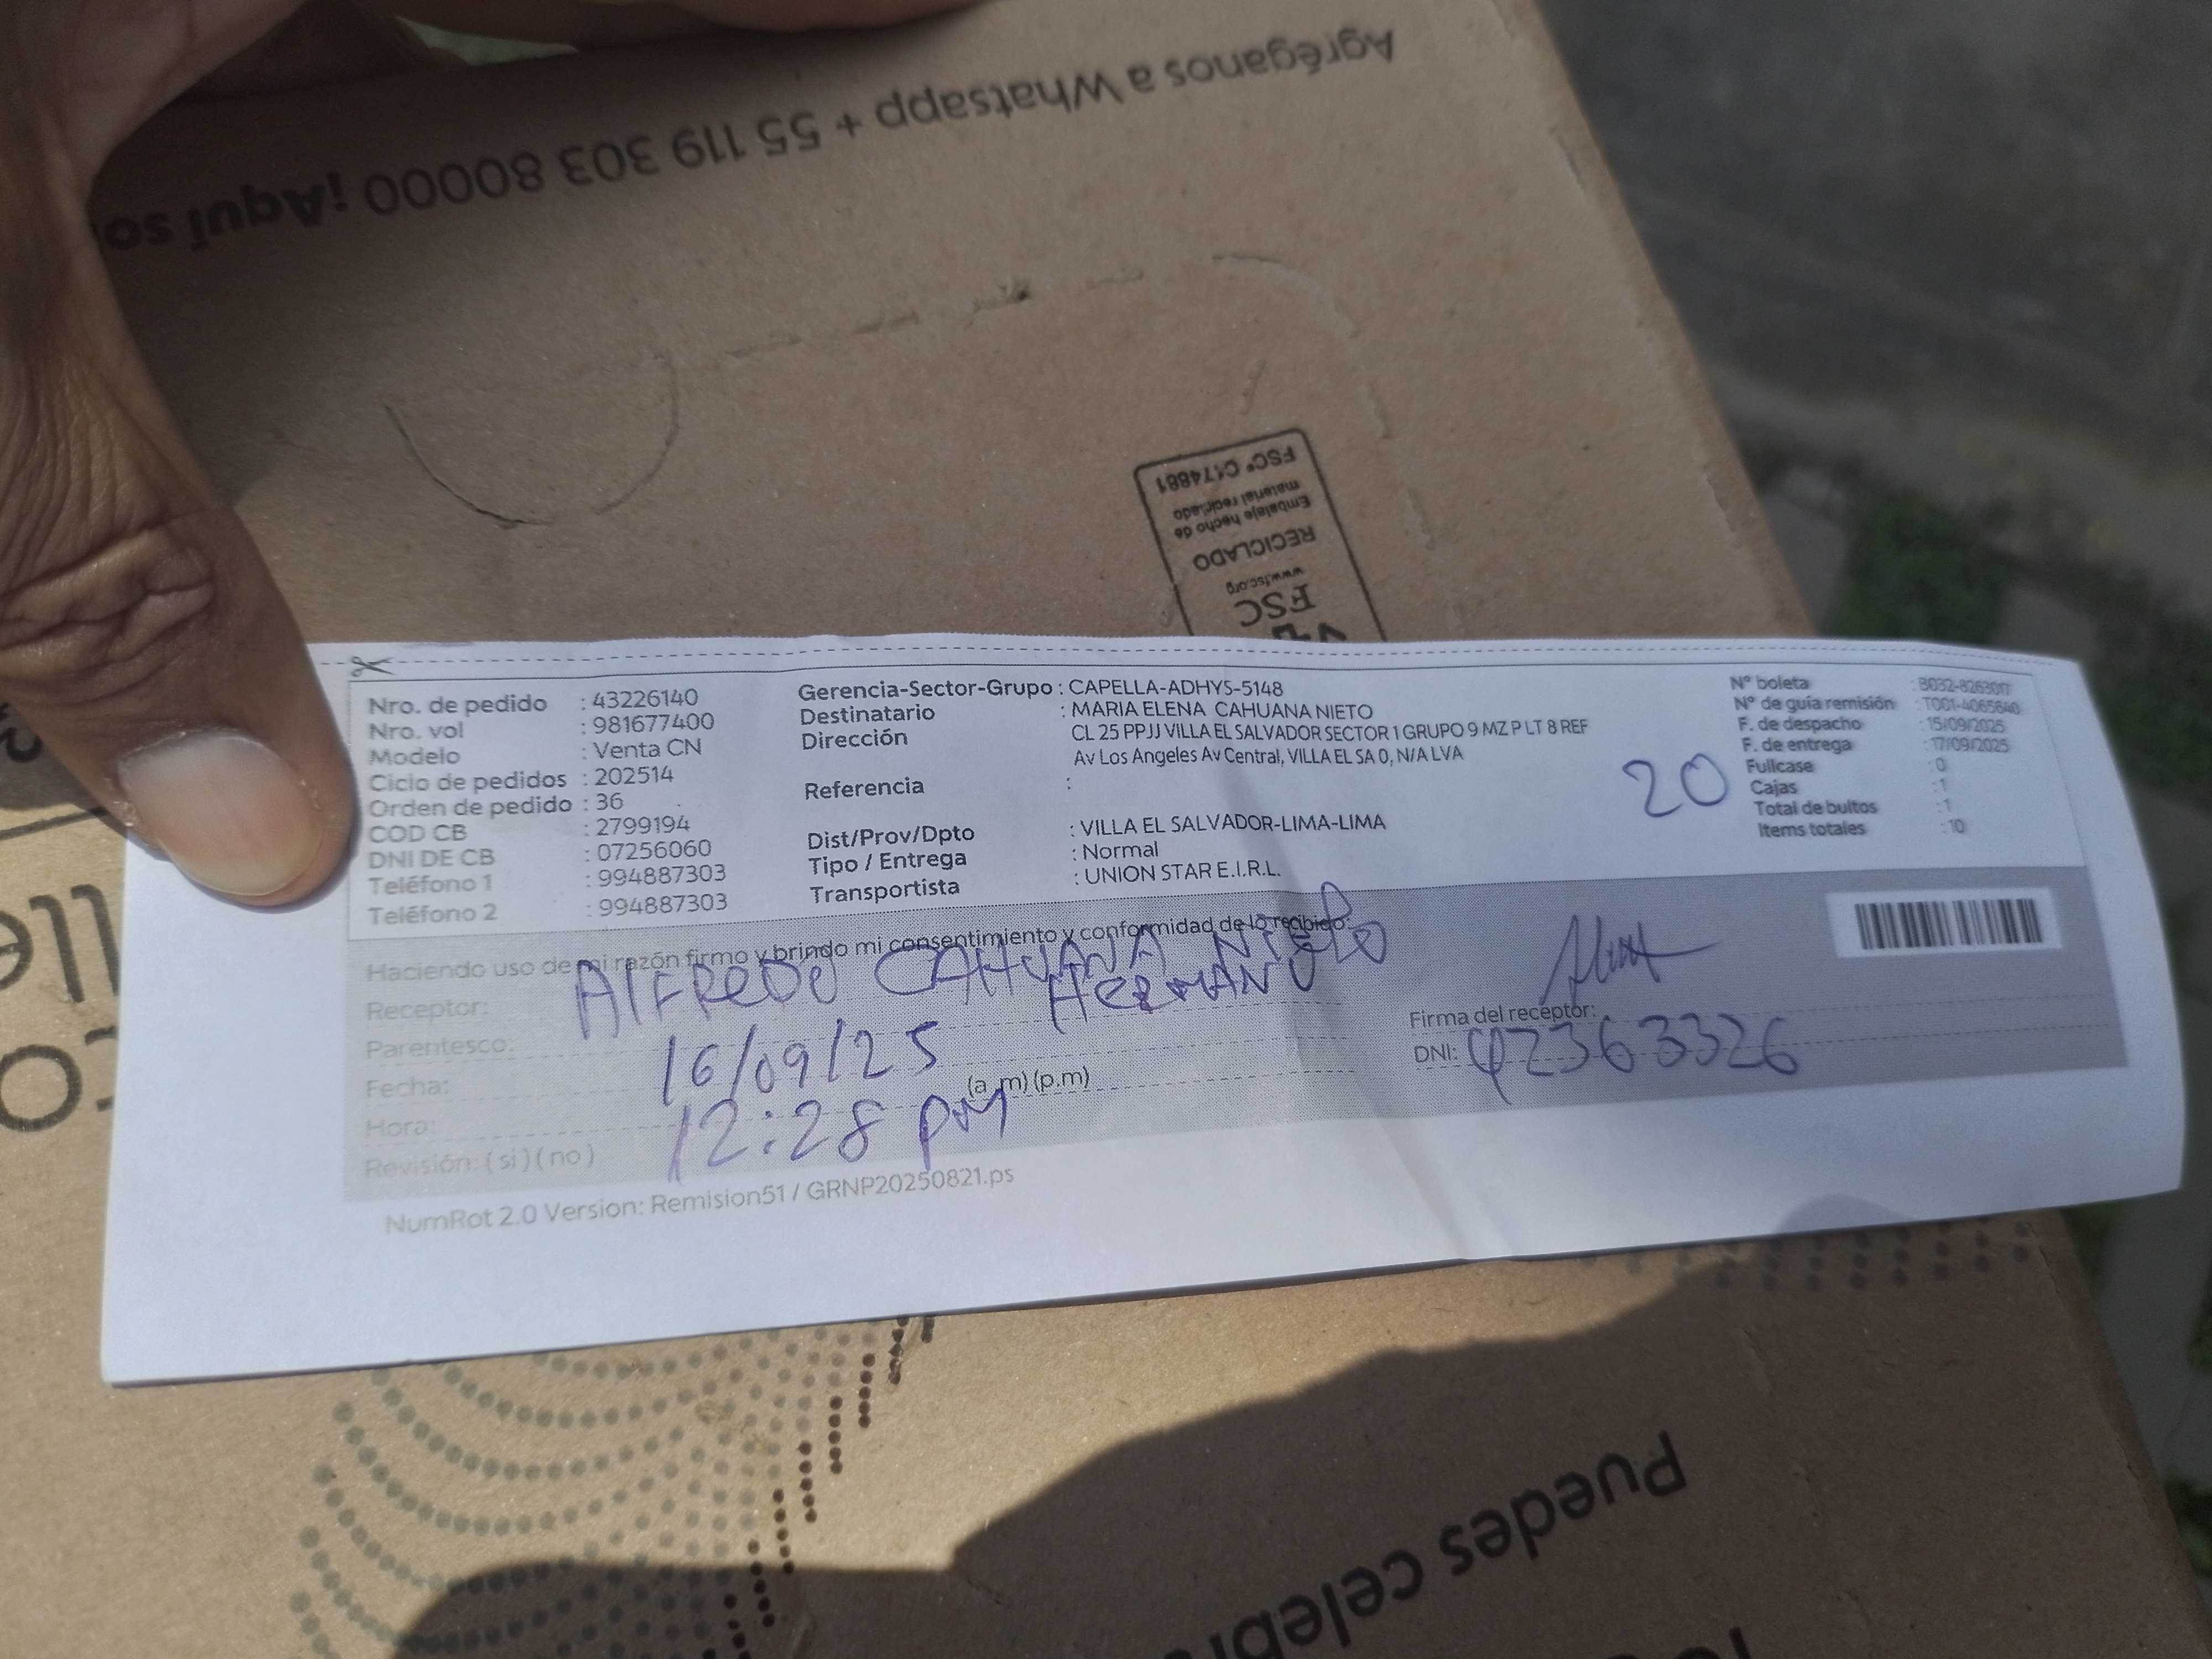 Agréganos a Whatsapp + 55 119 303 80000 ¡Aquí
FSC® C174881
Embalaje hecho de
material reciclado
RECICLADO
www.fsc.org
FSC
Nro. de pedido : 43226140
Nro. vol : 981677400
Modelo : Venta CN
Ciclo de pedidos : 202514
Orden de pedido : 36
COD CB : 2799194
DNI DE CB : 07256060
Teléfono 1 : 994887303
Teléfono 2 : 994887303
Gerencia-Sector-Grupo : CAPELLA-ADHYS-5148
Destinatario : MARIA ELENA CAHUANA NIETO
Dirección CL 25 PPJJ VILLA EL SALVADOR SECTOR 1 GRUPO 9 MZ P LT 8 REF
Av Los Angeles Av Central, VILLA EL SA 0, N/A LVA
Referencia :
Dist/Prov/Dpto : VILLA EL SALVADOR-LIMA-LIMA
Tipo / Entrega : Normal
Transportista : UNION STAR E.I.R.L.
20
N° boleta
N° de guía remisión : T001-4065640
F. de despacho : 15/09/2025
F. de entrega : 17/09/2025
Fullcase : 0
Cajas : 1
Total de bultos : 1
Items totales : 10
Haciendo uso de mi razón firmo y brindo mi consentimiento y conformidad de lo recibido:
Receptor: AlFREDO CAHUANA NIETO
Parentesco: HERMANO
Fecha: 16/09/25
Hora: 12:28 pM (a.m) (p.m)
Revisión: (si) (no)
Firma del receptor:
DNI: 42363326
NumRot 2.0 Version: Remision51 / GRNP20250821.ps
Puedes